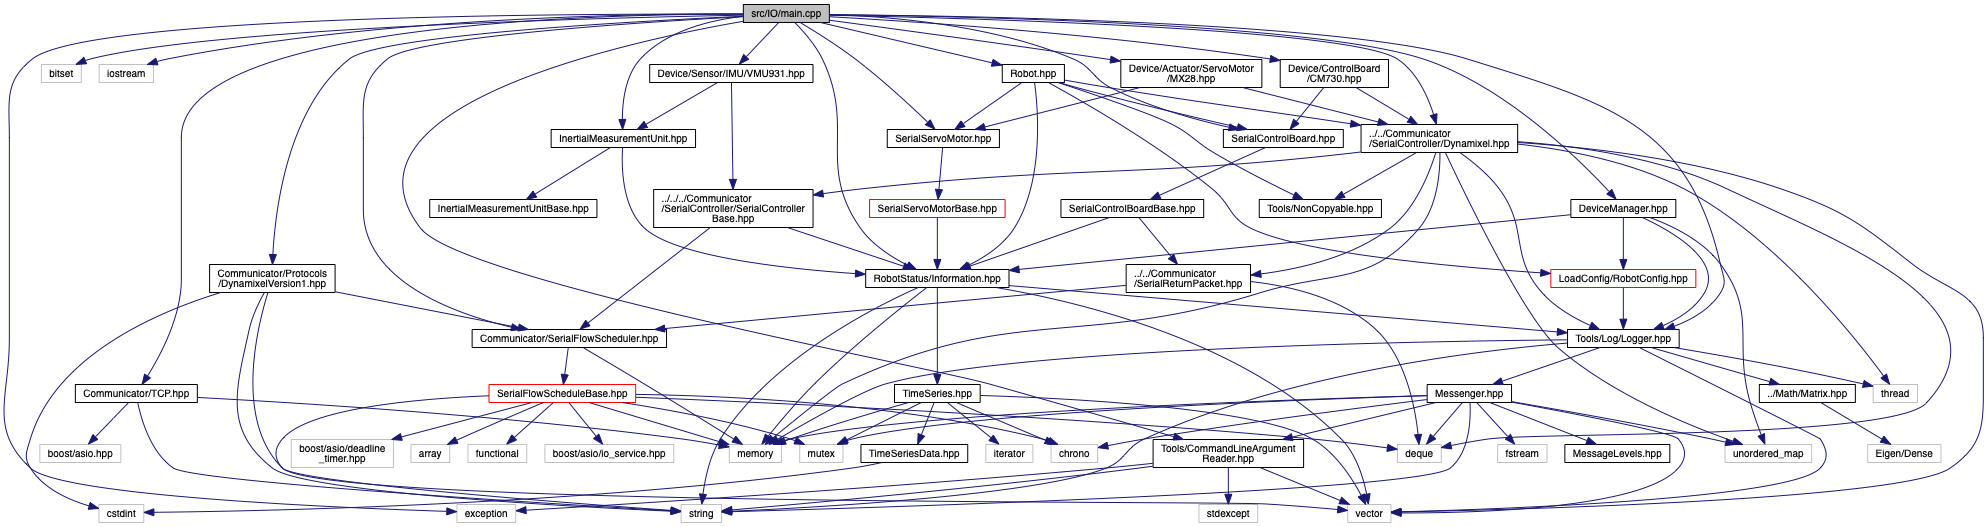 src/IO/main.cpp
bitset
iostream
Device/Sensor/IMU/VMU931.hpp
Robot.hpp
Device/Actuator/ServoMotor
/MX28.hpp
Device/ControlBoard
/CM730.hpp
InertialMeasurementUnit.hpp
SerialServoMotor.hpp
SerialControlBoard.hpp
../../Communicator
/SerialController/Dynamixel.hpp
InertialMeasurementUnitBase.hpp
../../../Communicator
/SerialController/SerialController
Base.hpp
SerialServoMotorBase.hpp
SerialControlBoardBase.hpp
Tools/NonCopyable.hpp
DeviceManager.hpp
Communicator/Protocols
/DynamixelVersion1.hpp
RobotStatus/Information.hpp
../../Communicator
/SerialReturnPacket.hpp
LoadConfig/RobotConfig.hpp
Communicator/SerialFlowScheduler.hpp
Tools/Log/Logger.hpp
Communicator/TCP.hpp
SerialFlowScheduleBase.hpp
TimeSeries.hpp
Messenger.hpp
../Math/Matrix.hpp
thread
boost/asio.hpp
boost/asio/deadline
_timer.hpp
array
functional
boost/asio/io_service.hpp
memory
mutex
TimeSeriesData.hpp
iterator
chrono
Tools/CommandLineArgument
Reader.hpp
deque
fstream
MessageLevels.hpp
unordered_map
Eigen/Dense
cstdint
exception
string
stdexcept
vector